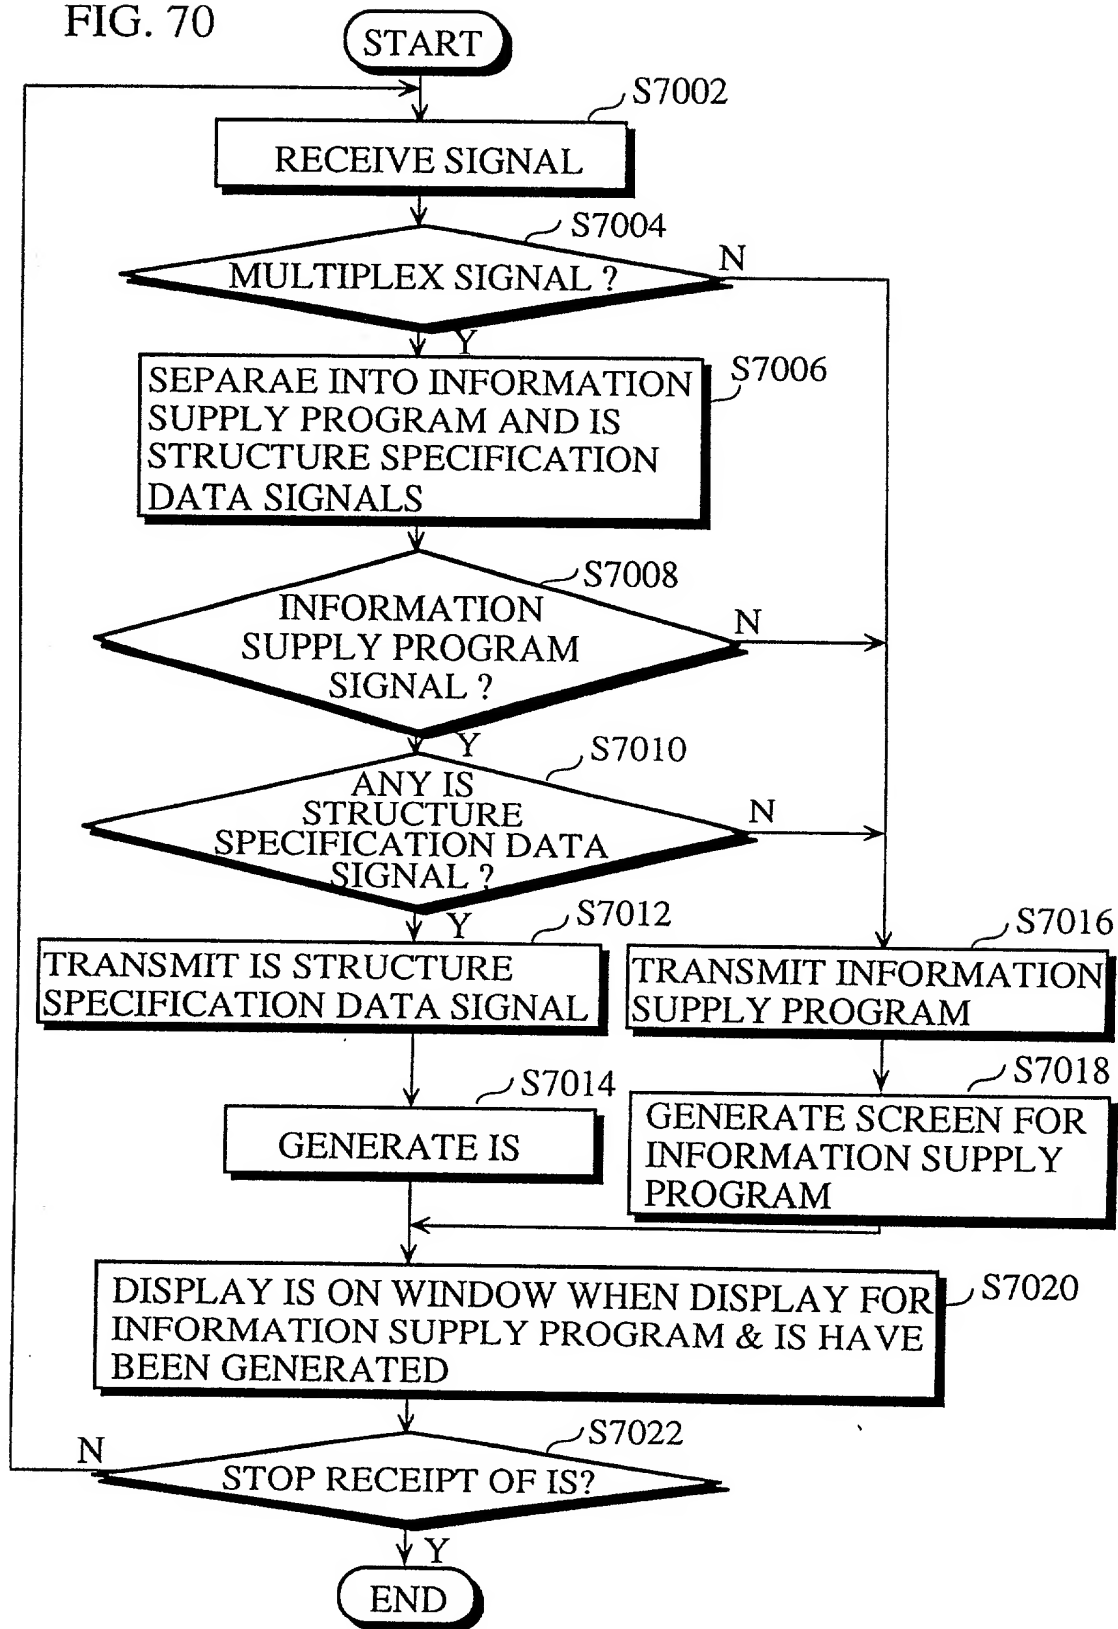 FIG. 70
START
S7002
RECEIVE SIGNAL
S7004
MULTIPLEX SIGNAL ?
N
Y
S7006
SEPARAE INTO INFORMATION
SUPPLY PROGRAM AND IS
STRUCTURE SPECIFICATION
DATA SIGNALS
S7008
INFORMATION
SUPPLY PROGRAM
SIGNAL ?
N
Y
S7010
ANY IS
STRUCTURE
SPECIFICATION DATA
SIGNAL ?
N
Y
S7012
TRANSMIT IS STRUCTURE
SPECIFICATION DATA SIGNAL
S7016
TRANSMIT INFORMATION
SUPPLY PROGRAM
S7014
GENERATE IS
S7018
GENERATE SCREEN FOR
INFORMATION SUPPLY
PROGRAM
S7020
DISPLAY IS ON WINDOW WHEN DISPLAY FOR
INFORMATION SUPPLY PROGRAM & IS HAVE
BEEN GENERATED
S7022
N
STOP RECEIPT OF IS?
Y
END